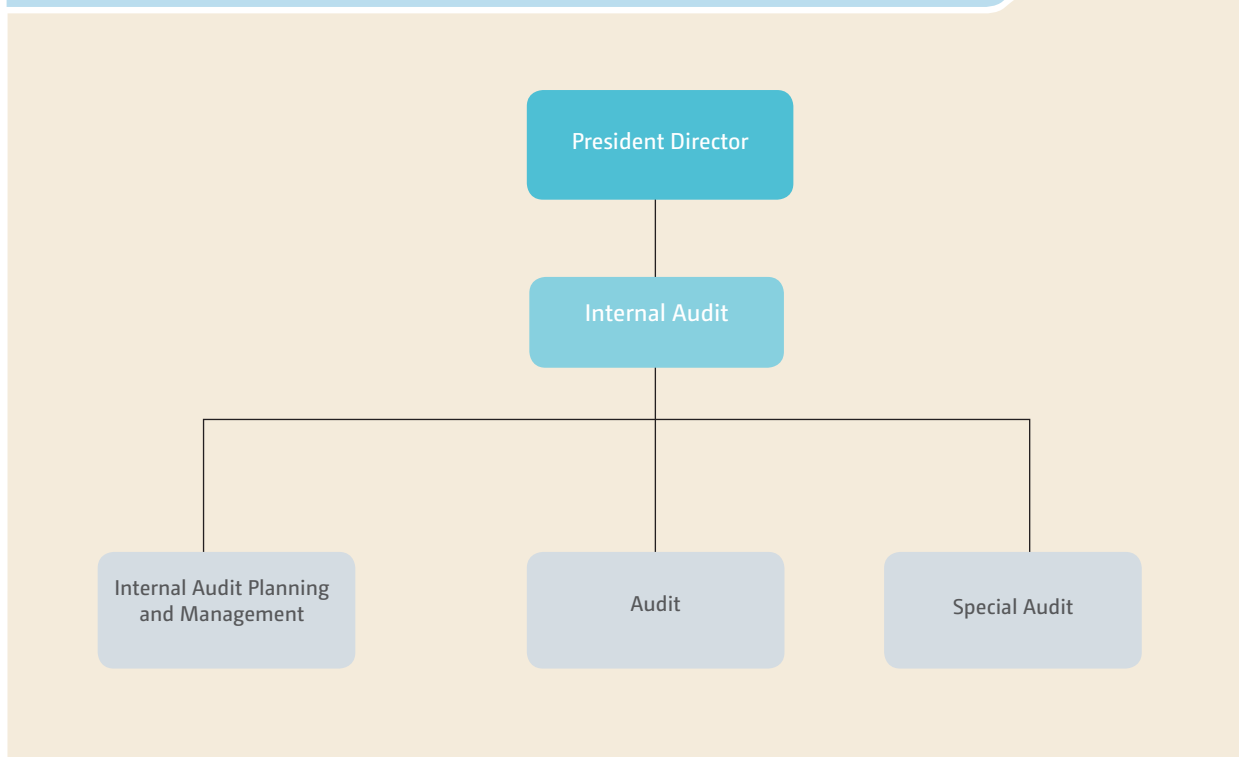 President Director
Internal Audit
Internal Audit Planning
and Management
Audit
Special Audit